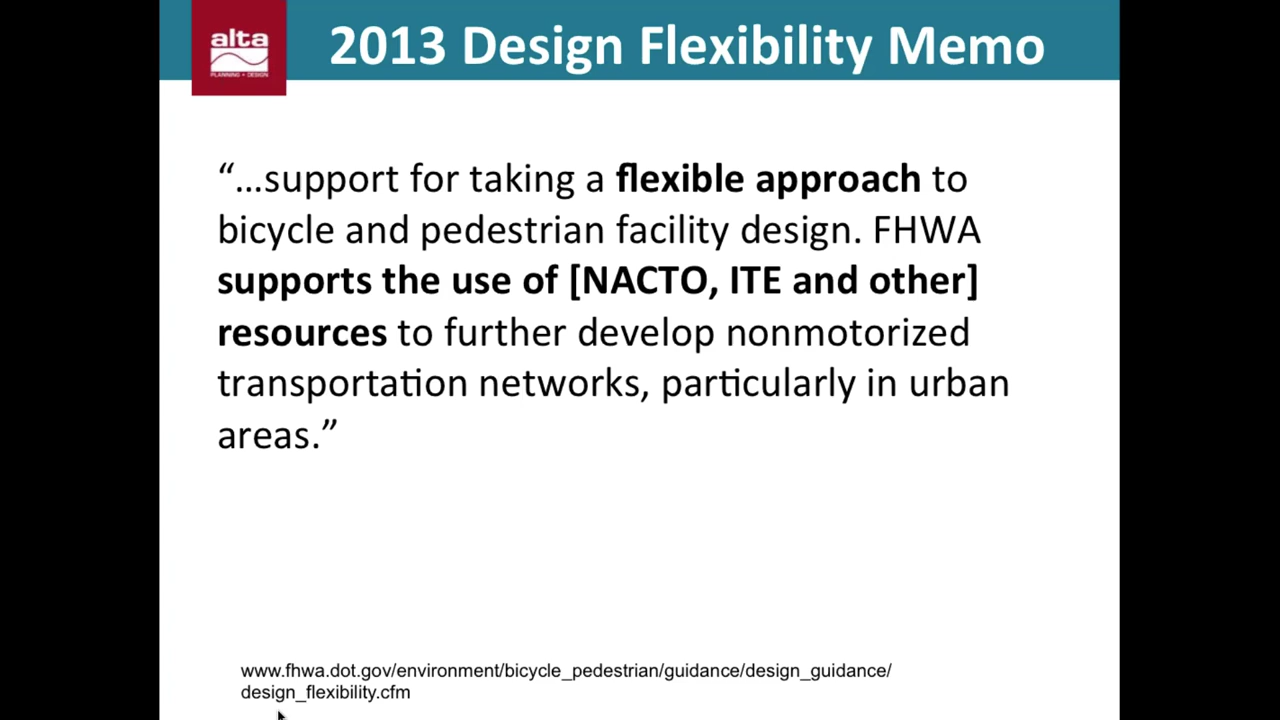 alta
PLANNING + DESIGN
2013 Design Flexibility Memo
“...support for taking a flexible approach to
bicycle and pedestrian facility design. FHWA
supports the use of [NACTO, ITE and other]
resources to further develop nonmotorized
transportation networks, particularly in urban
areas.”
www.fhwa.dot.gov/environment/bicycle_pedestrian/guidance/design_guidance/
design_flexibility.cfm